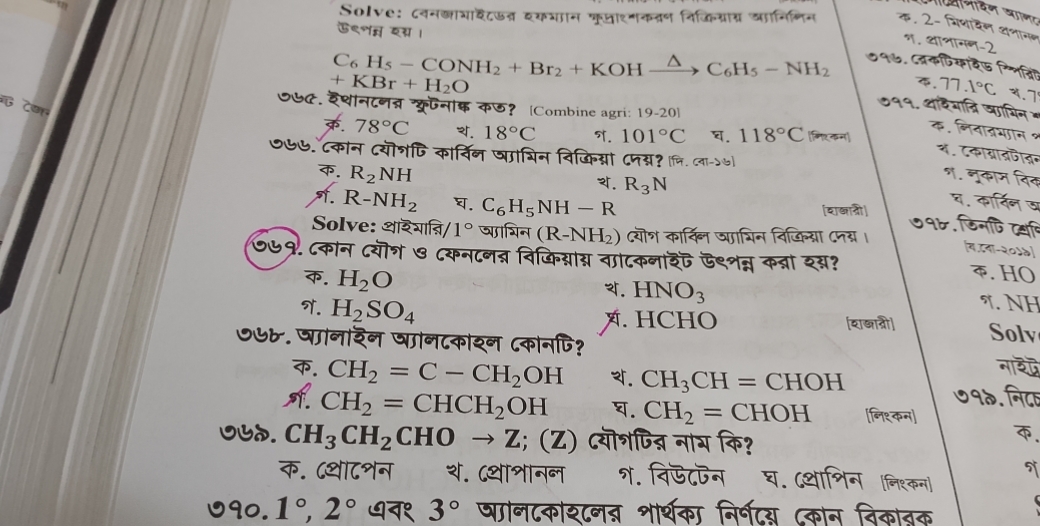 Solve: বেনজামাইডের হফম্যান ক্ষুদ্রাংশকরণ বিক্রিয়ায় অ্যানিলিন
উৎপন্ন হয়।
C₆ H₅ − CONH₂ + Br₂ + KOH —Δ→ C₆H₅ − NH₂
+ KBr + H₂O
৩৬৫. ইথানলের স্ফুটনাঙ্ক কত? [Combine agri: 19-20]
ক. 78°C খ. 18°C গ. 101°C ঘ. 118°C [লিংকন]
৩৬৬. কোন যৌগটি কার্বিল অ্যামিন বিক্রিয়া দেয়? [সি. বো-১৬]
ক. R₂NH খ. R₃N
গ. R-NH₂ ঘ. C₆H₅NH − R [হাজারী]
Solve: প্রাইমারি/1° অ্যামিন (R-NH₂) যৌগ কার্বিল অ্যামিন বিক্রিয়া দেয়।
৩৬৭. কোন যৌগ ও ফেনলের বিক্রিয়ায় ব্যাকেলাইট উৎপন্ন করা হয়?
ক. H₂O খ. HNO₃
গ. H₂SO₄ ঘ. HCHO [হাজারী]
৩৬৮. অ্যালাইল অ্যালকোহল কোনটি?
ক. CH₂ = C − CH₂OH খ. CH₃CH = CHOH
গ. CH₂ = CHCH₂OH ঘ. CH₂ = CHOH [লিংকন]
৩৬৯. CH₃CH₂CHO → Z; (Z) যৌগটির নাম কি?
ক. প্রোপেন খ. প্রোপানল গ. বিউটেন ঘ. প্রোপিন [লিংকন]
৩৭০. 1°, 2° এবং 3° অ্যালকোহলের পার্থক্য নির্ণয়ে কোন বিকারক
ক. 2-
গ. প্রোপানল-2
৩৭৬.
ক. 77.1°C খ.
৩৭৭. প্রাইমারি অ্যামিন
ক.
খ.
গ. লুকাস
ঘ. কার্বিল
৩৭৮. তিনটি
ক. HO
গ. NH
Solv
৩৭৯.
ক.